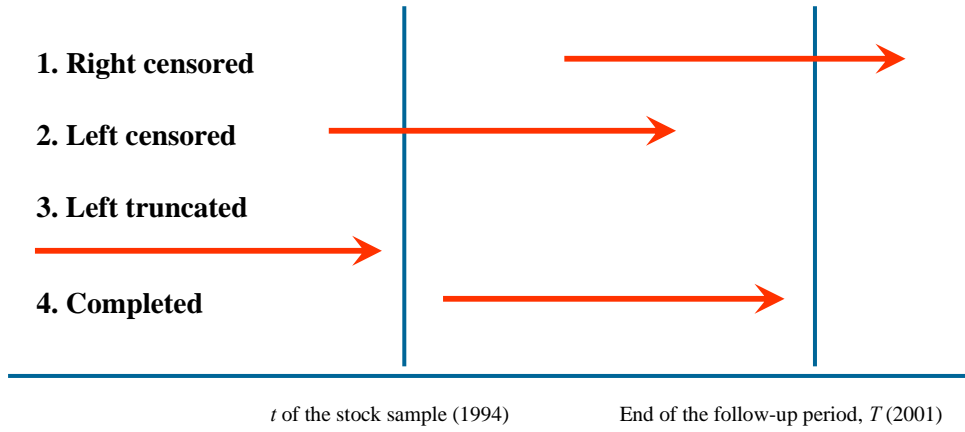 1. Right censored
2. Left censored
3. Left truncated
4. Completed
t of the stock sample (1994)
End of the follow-up period, T (2001)